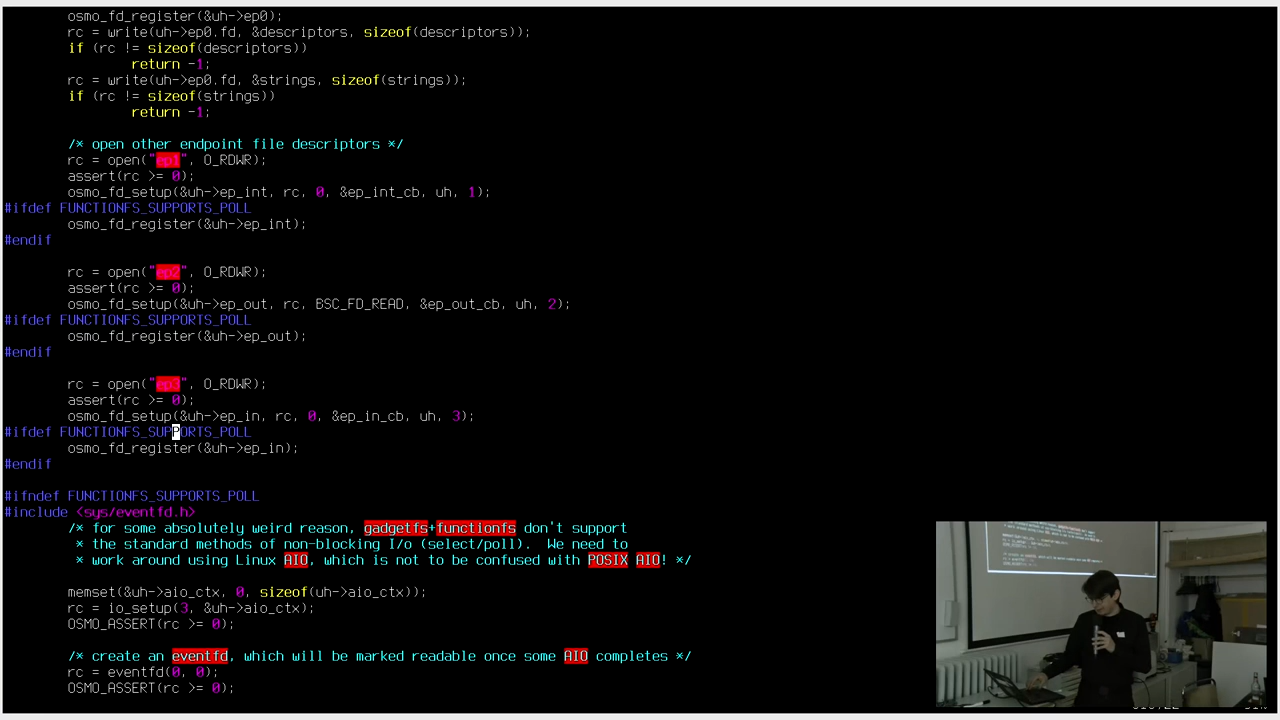 osmo_fd_register(&uh->ep0);
rc = write(uh->ep0.fd, &descriptors, sizeof(descriptors));
if (rc != sizeof(descriptors))
return -1;
rc = write(uh->ep0.fd, &strings, sizeof(strings));
if (rc != sizeof(strings))
return -1;
/* open other endpoint file descriptors */
rc = open("ep1", O_RDWR);
assert(rc >= 0);
osmo_fd_setup(&uh->ep_int, rc, 0, &ep_int_cb, uh, 1);
#ifdef FUNCTIONFS_SUPPORTS_POLL
osmo_fd_register(&uh->ep_int);
#endif
rc = open("ep2", O_RDWR);
assert(rc >= 0);
osmo_fd_setup(&uh->ep_out, rc, BSC_FD_READ, &ep_out_cb, uh, 2);
#ifdef FUNCTIONFS_SUPPORTS_POLL
osmo_fd_register(&uh->ep_out);
#endif
rc = open("ep3", O_RDWR);
assert(rc >= 0);
osmo_fd_setup(&uh->ep_in, rc, 0, &ep_in_cb, uh, 3);
#ifdef FUNCTIONFS_SUPPORTS_POLL
osmo_fd_register(&uh->ep_in);
#endif
#ifndef FUNCTIONFS_SUPPORTS_POLL
#include <sys/eventfd.h>
/* for some absolutely weird reason, gadgetfs+functionfs don't support
* the standard methods of non-blocking I/o (select/poll). We need to
* work around using Linux AIO, which is not to be confused with POSIX AIO! */
memset(&uh->aio_ctx, 0, sizeof(uh->aio_ctx));
rc = io_setup(3, &uh->aio_ctx);
OSMO_ASSERT(rc >= 0);
/* create an eventfd, which will be marked readable once some AIO completes */
rc = eventfd(0, 0);
OSMO_ASSERT(rc >= 0);